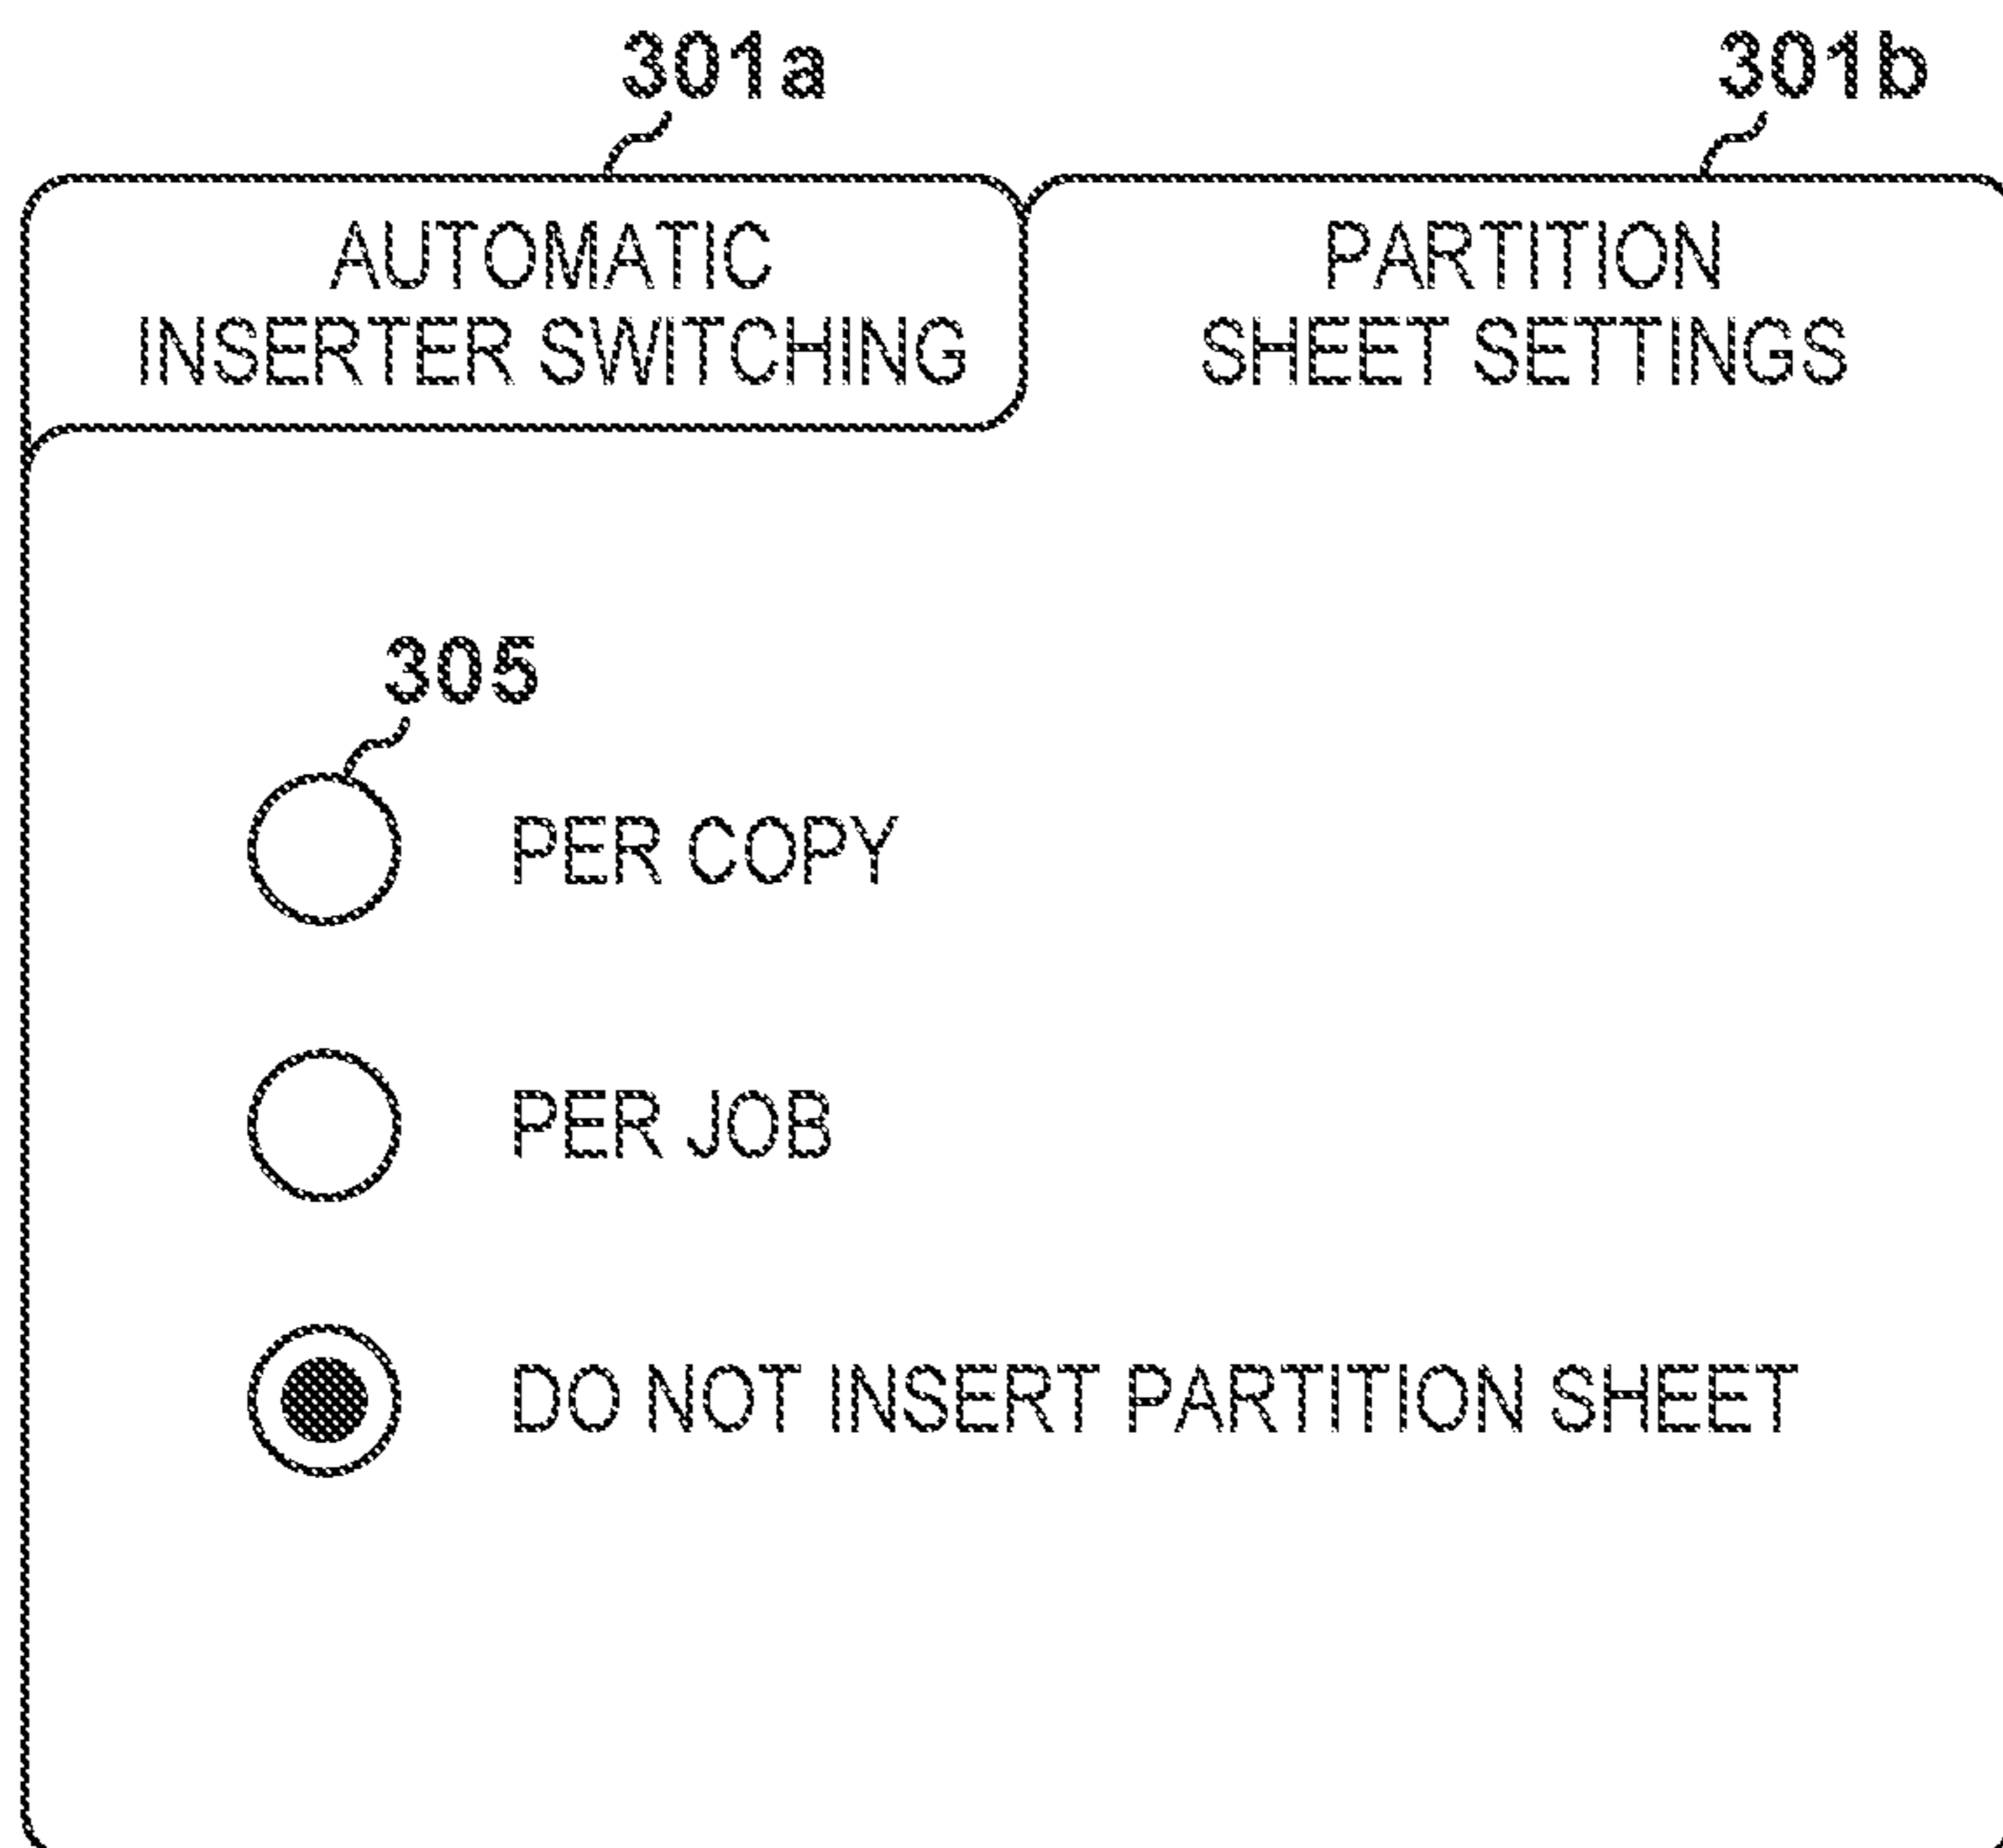 301a
301b
AUTOMATIC
INSERTER SWITCHING
PARTITION
SHEET SETTINGS
305
PER COPY
PER JOB
DO NOT INSERT PARTITION SHEET